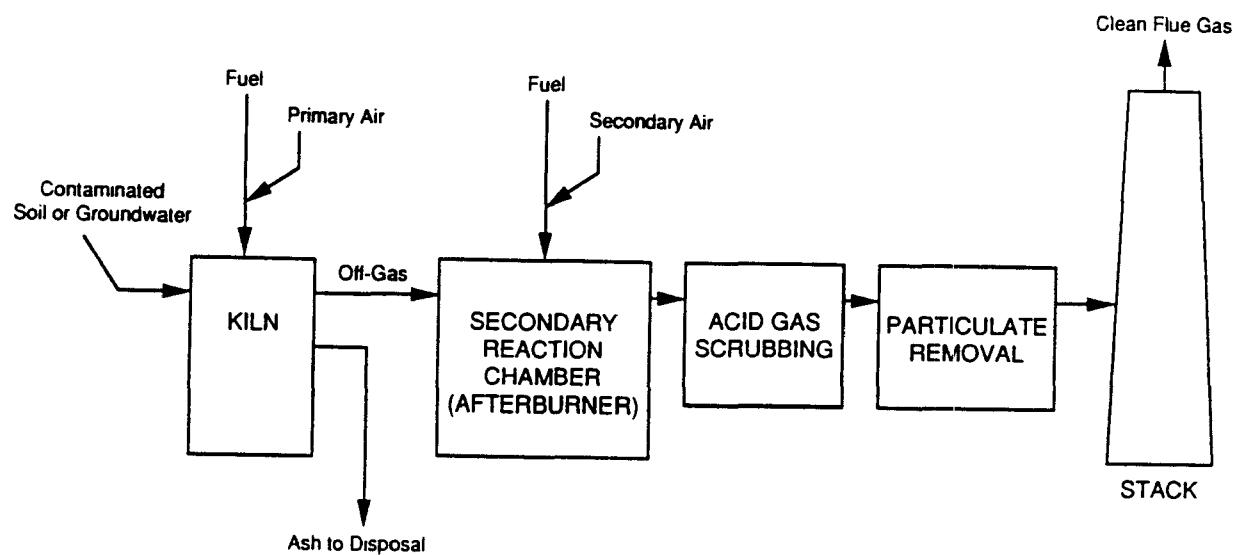 Clean Flue Gas
Fuel
Primary Air
Fuel
Secondary Air
Contaminated
Soil or Groundwater
Off-Gas
KILN
SECONDARY
REACTION
CHAMBER
(AFTERBURNER)
ACID GAS
SCRUBBING
PARTICULATE
REMOVAL
STACK
Ash to Disposal